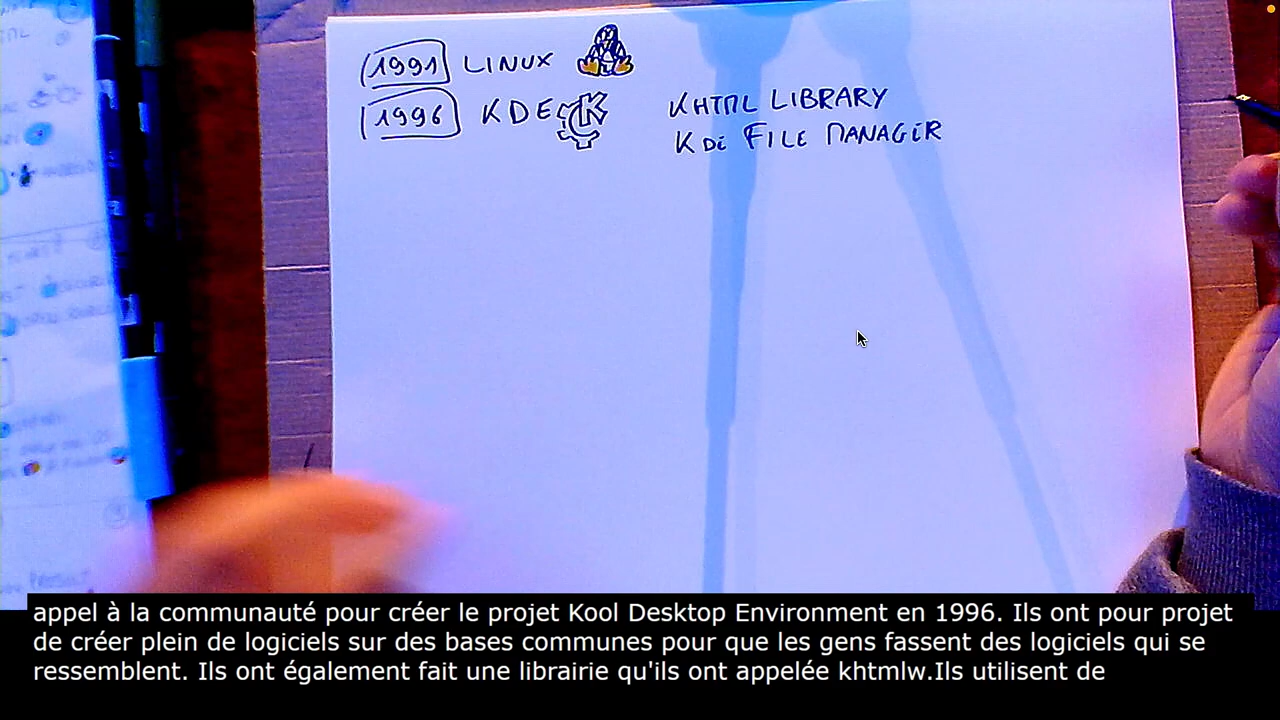 1991 LINUX
1996 KDE K KHTML LIBRARY
KDE FILE MANAGER
appel à la communauté pour créer le projet Kool Desktop Environment en 1996. Ils ont pour projet
de créer plein de logiciels sur des bases communes pour que les gens fassent des logiciels qui se
ressemblent. Ils ont également fait une librairie qu'ils ont appelée khtmlw.Ils utilisent de